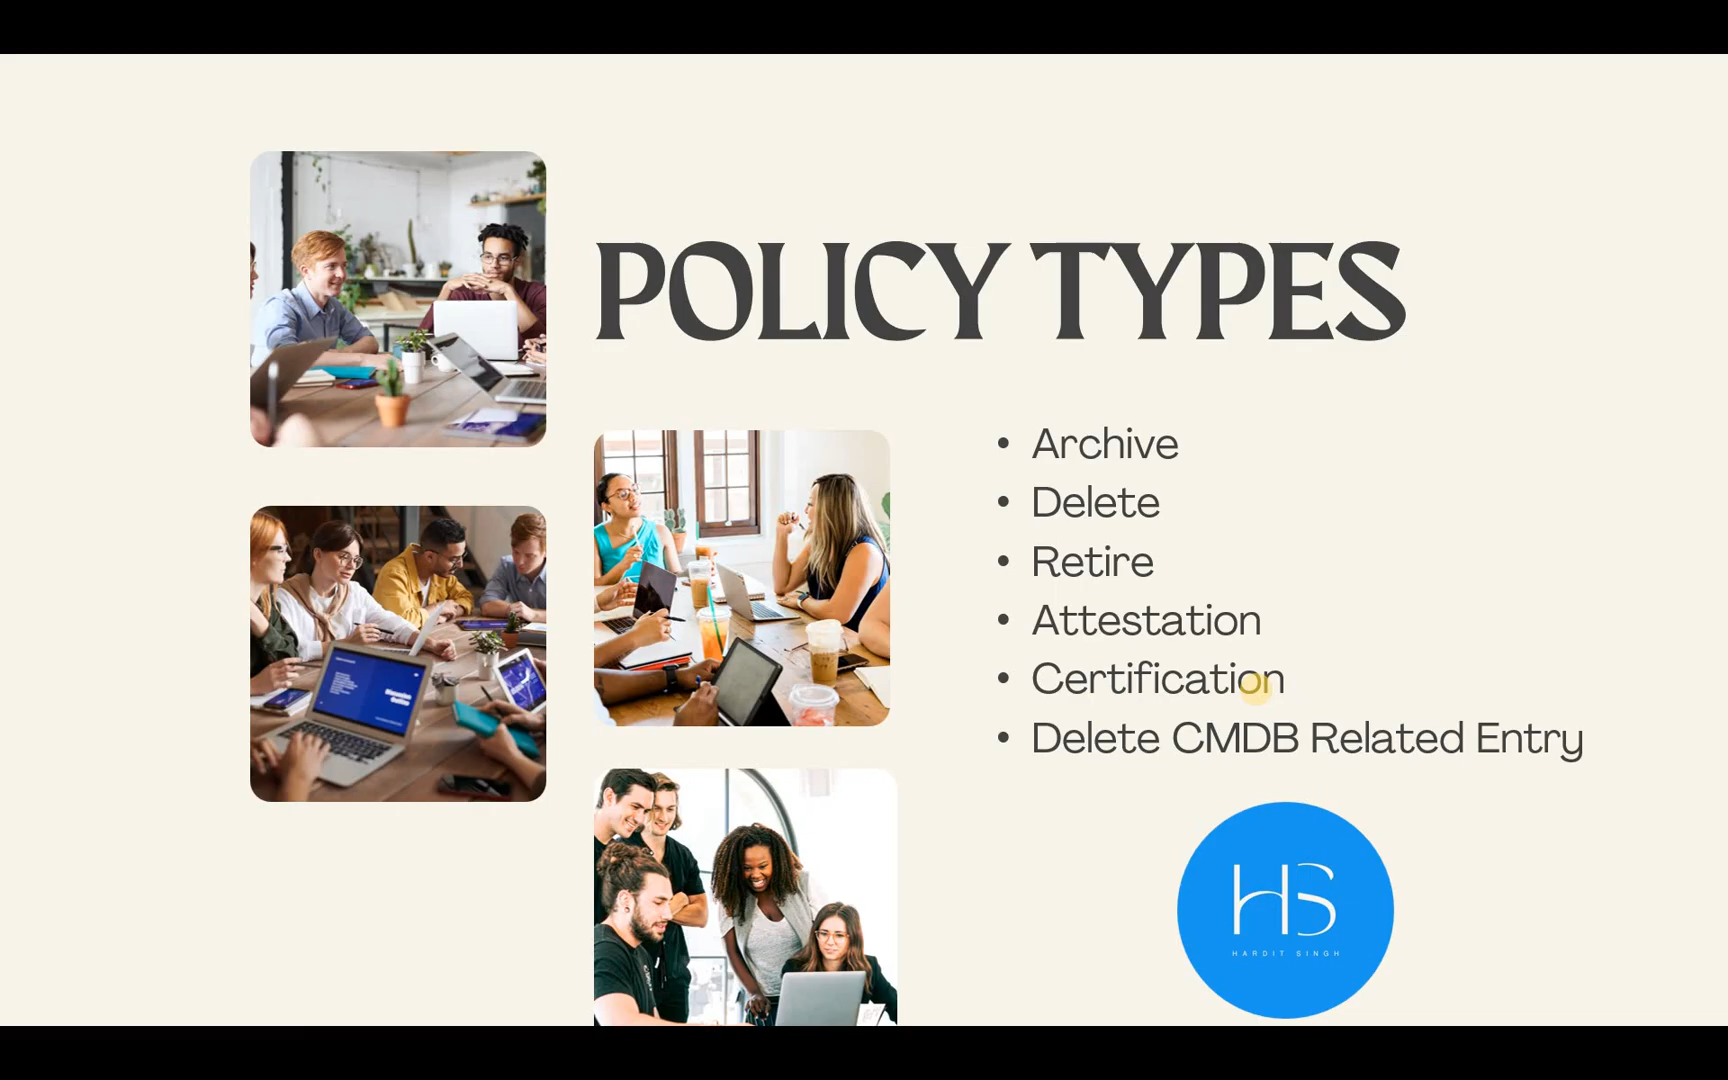 POLICY TYPES
• Archive
• Delete
• Retire
• Attestation
• Certification
• Delete CMDB Related Entry
HS
HARDIT SINGH